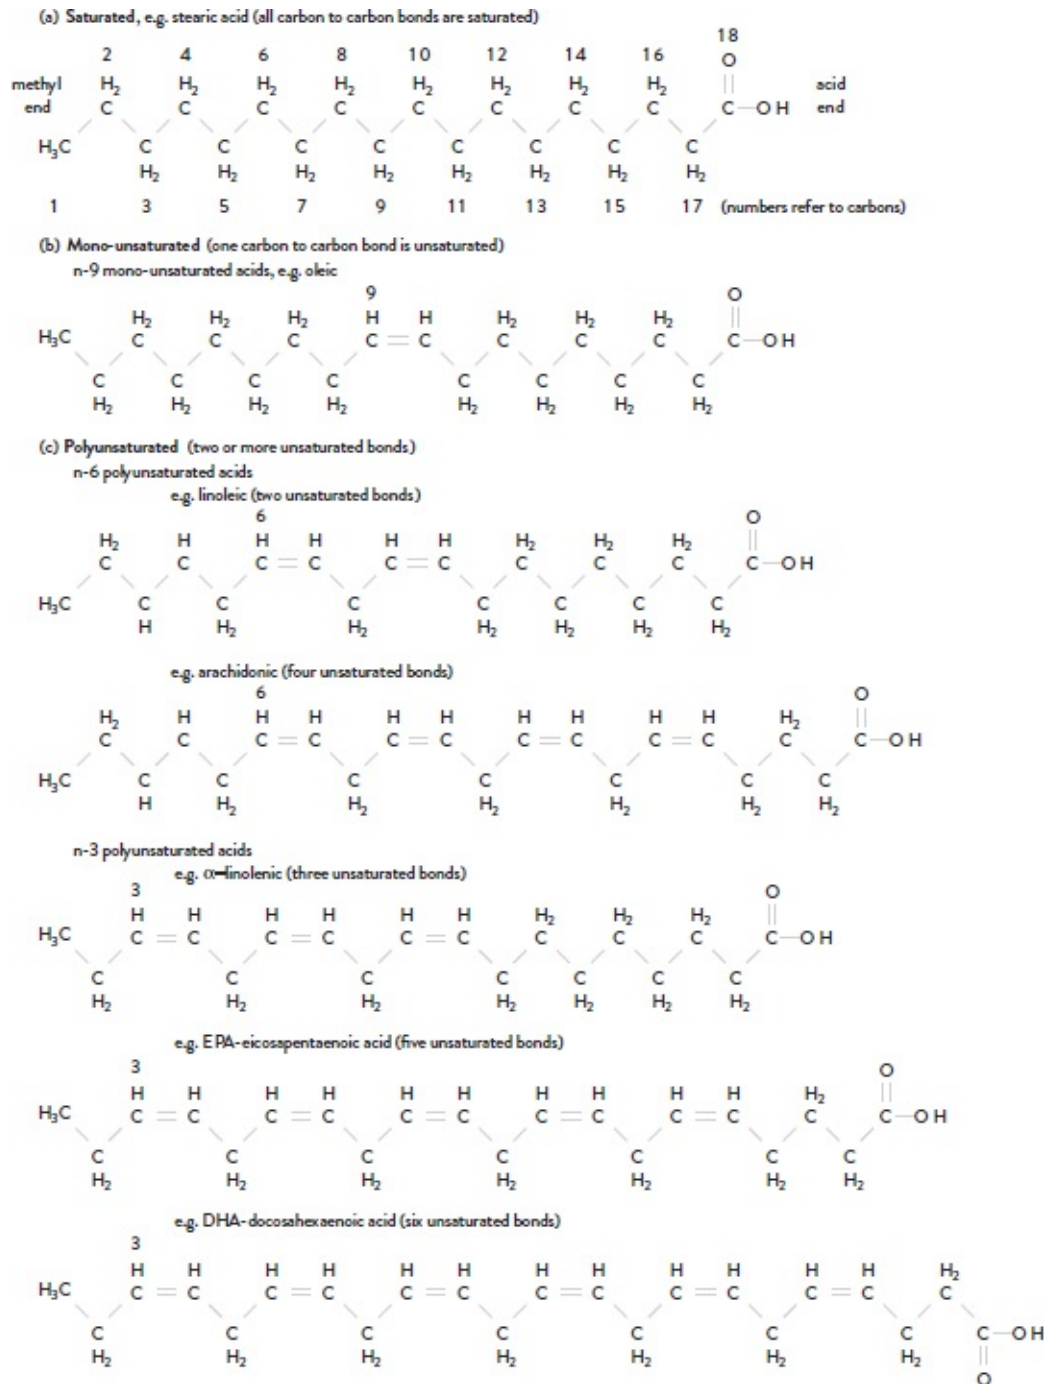 (a) Saturated, e.g. stearic acid (all carbon to carbon bonds are saturated)
18
2 4 6 8 10 12 14 16 O
methyl H₂ H₂ H₂ H₂ H₂ H₂ H₂ H₂ acid
end C C C C C C C C C–OH end
H₃C C C C C C C C C
H₂ H₂ H₂ H₂ H₂ H₂ H₂ H₂
1 3 5 7 9 11 13 15 17 (numbers refer to carbons)
(b) Mono-unsaturated (one carbon to carbon bond is unsaturated)
n-9 mono-unsaturated acids, e.g. oleic
9 O
H₂ H₂ H₂ H H H₂ H₂ H₂
H₃C C C C C = C C C C C–OH
C C C C C C C C
H₂ H₂ H₂ H₂ H₂ H₂ H₂ H₂
(c) Polyunsaturated (two or more unsaturated bonds)
n-6 polyunsaturated acids
e.g. linoleic (two unsaturated bonds)
6 O
H₂ H H H H H H₂ H₂ H₂
C C C = C C = C C C C C–OH
H₃C C C C C C C C
H H₂ H₂ H₂ H₂ H₂ H₂
e.g. arachidonic (four unsaturated bonds)
6 O
H₂ H H H H H H H H H H₂
C C C = C C = C C = C C = C C C–OH
H₃C C C C C C C C
H H₂ H₂ H₂ H₂ H₂ H₂
n-3 polyunsaturated acids
e.g. α–linolenic (three unsaturated bonds)
3 O
H H H H H H H₂ H₂ H₂
H₃C C = C C = C C = C C C C C–OH
C C C C C C C
H₂ H₂ H₂ H₂ H₂ H₂ H₂
e.g. EPA-eicosapentaenoic acid (five unsaturated bonds)
3 O
H H H H H H H H H H H₂
H₃C C = C C = C C = C C = C C = C C C–OH
C C C C C C C
H₂ H₂ H₂ H₂ H₂ H₂ H₂
e.g. DHA-docosahexaenoic acid (six unsaturated bonds)
3
H H H H H H H H H H H H H₂
H₃C C = C C = C C = C C = C C = C C = C C
C C C C C C C C–OH
H₂ H₂ H₂ H₂ H₂ H₂ H₂
O